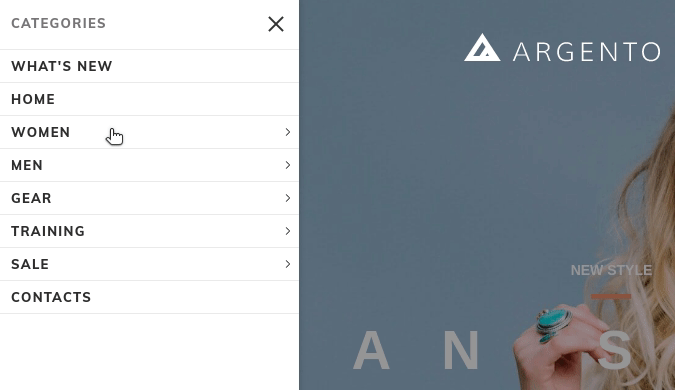 CATEGORIES
ARGENTO
WHAT'S NEW
HOME
WOMEN
MEN
GEAR
TRAINING
SALE
CONTACTS
NEW STYLE
A N S